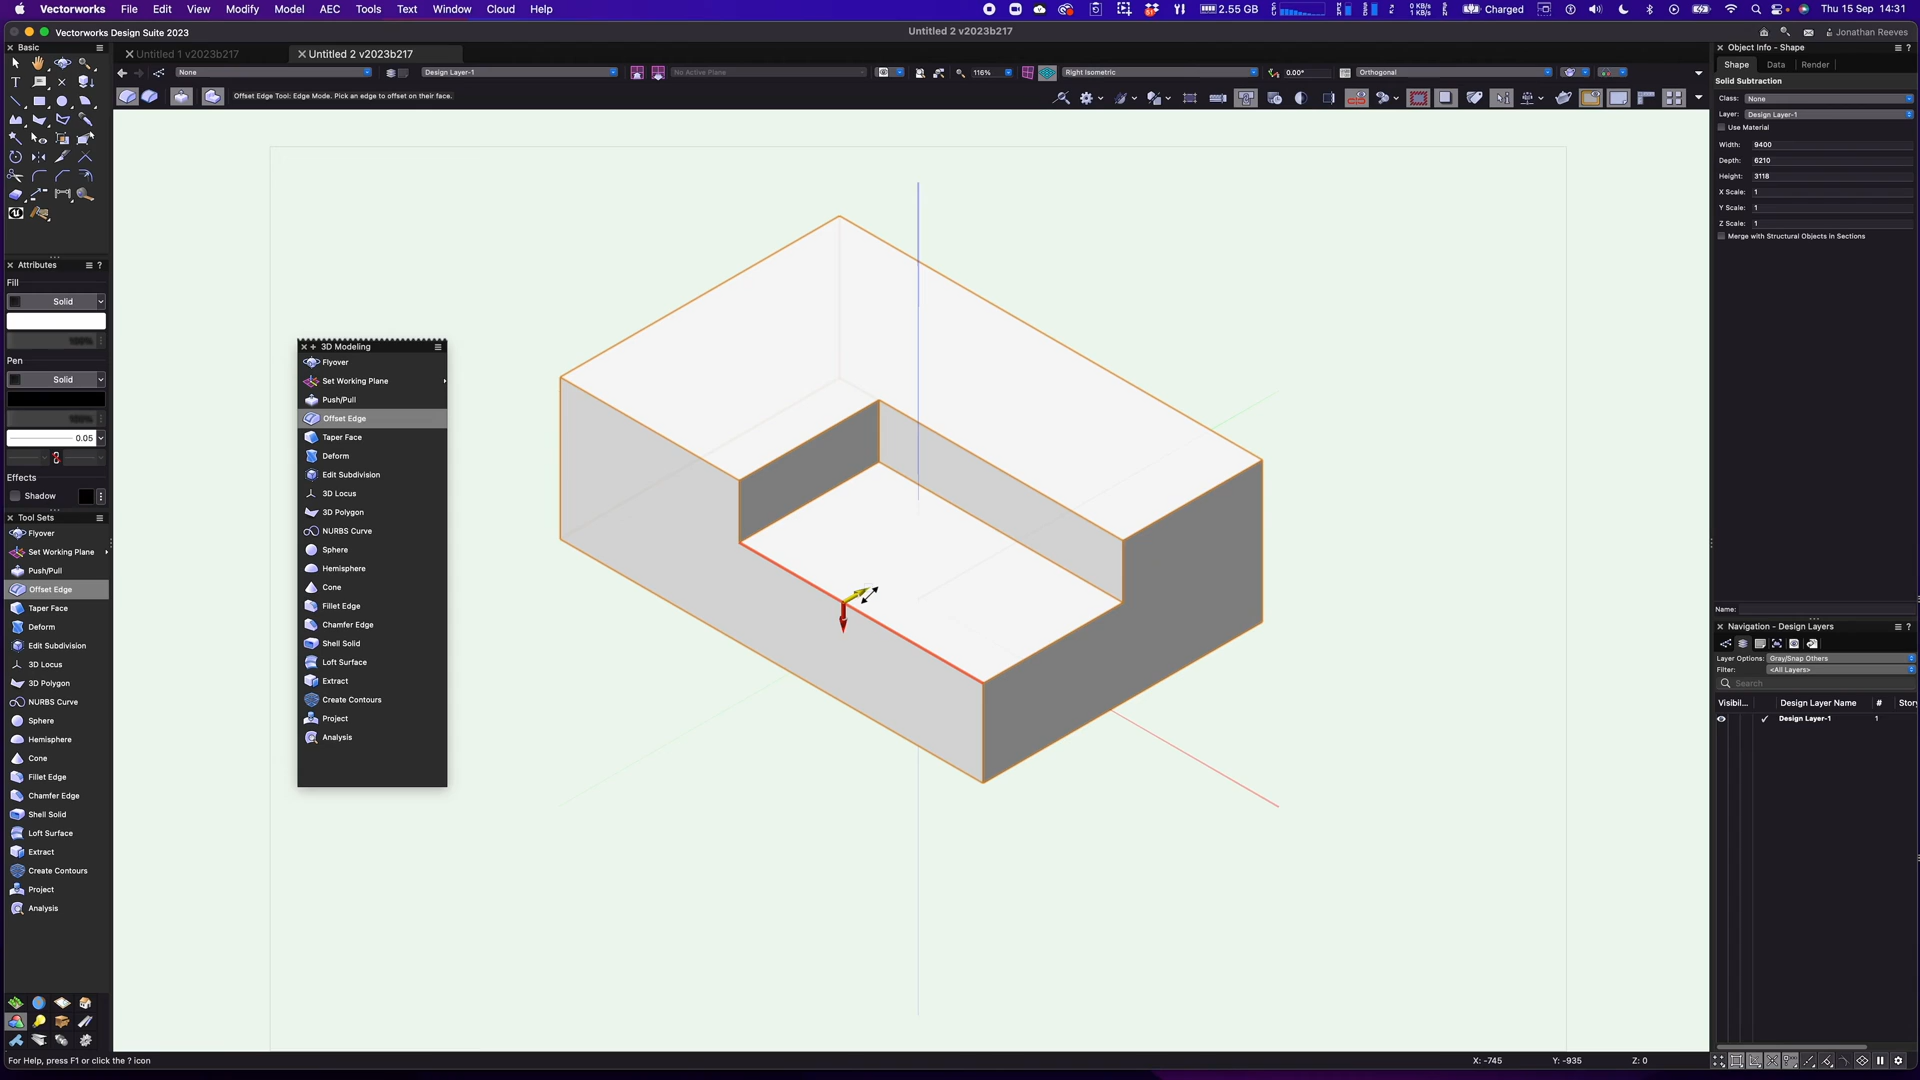 Vectorworks File Edit View Modify Model AEC Tools Text Window Cloud Help 2.55 GB 0 KB/s 1 KB/s Charged Thu 15 Sep 14:31
Vectorworks Design Suite 2023 Untitled 2 v2023b217 Jonathan Reeves
Basic
Untitled 1 v2023b217 Untitled 2 v2023b217
None Design Layer-1 No Active Plane 116% Right Isometric 0.00° Orthogonal
Offset Edge Tool: Edge Mode. Pick an edge to offset on their face.
Attributes
Fill
Solid
100%
Pen
Solid
100%
0.05
Effects
Shadow
Tool Sets
Flyover
Set Working Plane
Push/Pull
Offset Edge
Taper Face
Deform
Edit Subdivision
3D Locus
3D Polygon
NURBS Curve
Sphere
Hemisphere
Cone
Fillet Edge
Chamfer Edge
Shell Solid
Loft Surface
Extract
Create Contours
Project
Analysis
3D Modeling
Flyover
Set Working Plane
Push/Pull
Offset Edge
Taper Face
Deform
Edit Subdivision
3D Locus
3D Polygon
NURBS Curve
Sphere
Hemisphere
Cone
Fillet Edge
Chamfer Edge
Shell Solid
Loft Surface
Extract
Create Contours
Project
Analysis
Object Info - Shape
Shape Data Render
Solid Subtraction
Class: None
Layer: Design Layer-1
Use Material
Width: 9400
Depth: 6210
Height: 3118
X Scale: 1
Y Scale: 1
Z Scale: 1
Merge with Structural Objects in Sections
Name:
Navigation - Design Layers
Layer Options: Gray/Snap Others
Filter: <All Layers>
Search
Visibil... Design Layer Name # Story
Design Layer-1 1
For Help, press F1 or click the ? icon
X: -745 Y: -935 Z: 0